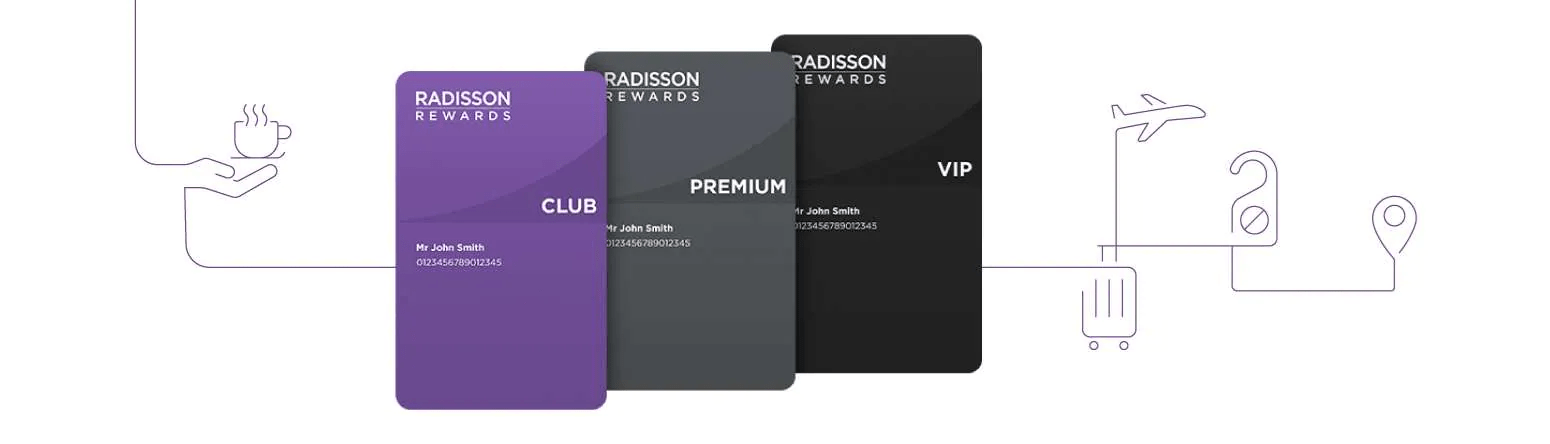 RADISSON
REWARDS
CLUB
Mr John Smith
0123456789012345
RADISSON
REWARDS
PREMIUM
Mr John Smith
0123456789012345
RADISSON
REWARDS
VIP
Mr John Smith
0123456789012345